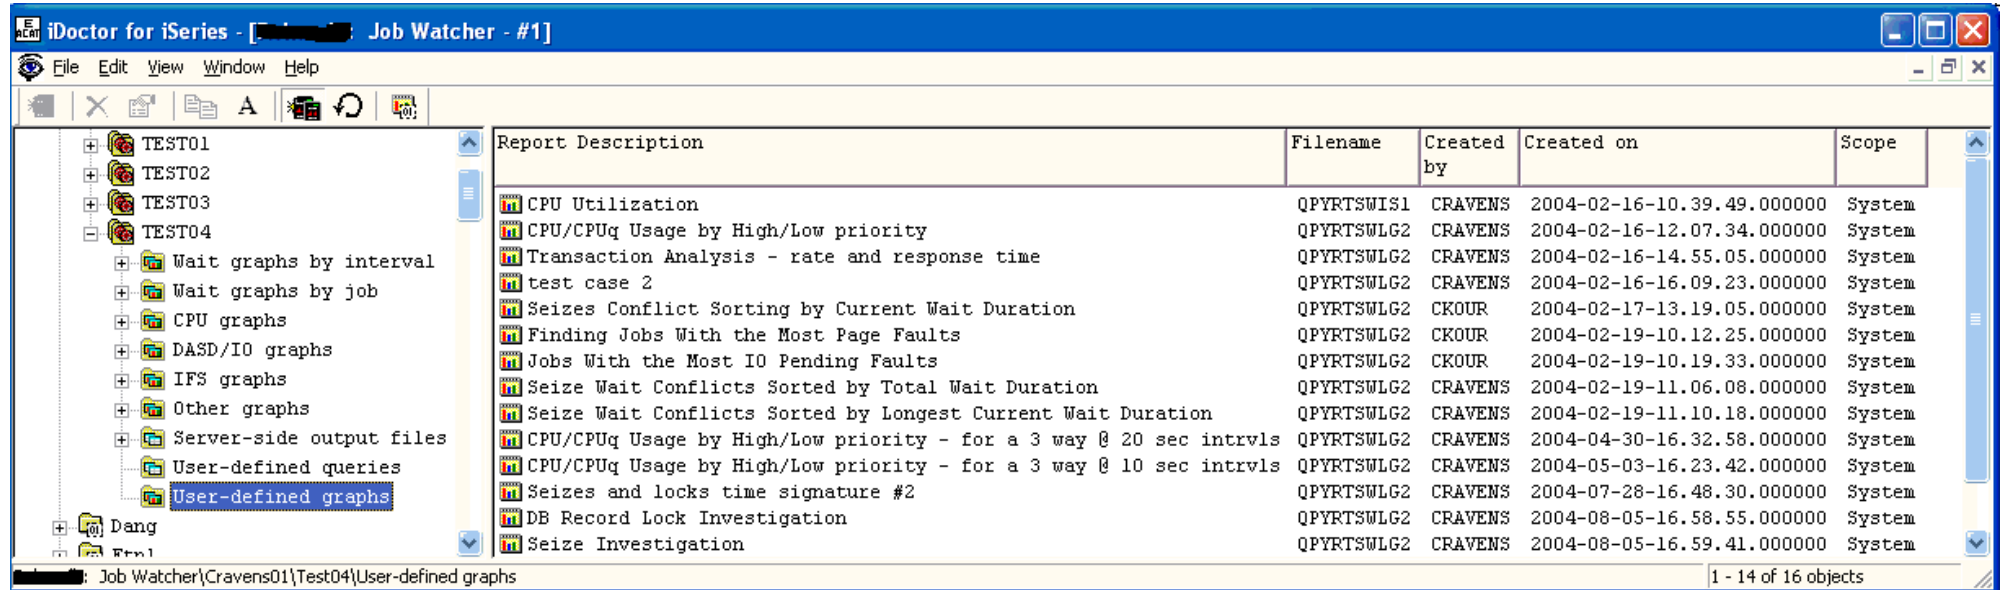 iDoctor for iSeries - [ : Job Watcher - #1]
File Edit View Window Help
A
TEST01
TEST02
TEST03
TEST04
Wait graphs by interval
Wait graphs by job
CPU graphs
DASD/IO graphs
IFS graphs
Other graphs
Server-side output files
User-defined queries
User-defined graphs
Dang
Report Description Filename Created by Created on Scope
CPU Utilization QPYRTSWIS1 CRAVENS 2004-02-16-10.39.49.000000 System
CPU/CPUq Usage by High/Low priority QPYRTSWLG2 CRAVENS 2004-02-16-12.07.34.000000 System
Transaction Analysis - rate and response time QPYRTSWLG2 CRAVENS 2004-02-16-14.55.05.000000 System
test case 2 QPYRTSWLG2 CRAVENS 2004-02-16-16.09.23.000000 System
Seizes Conflict Sorting by Current Wait Duration QPYRTSWLG2 CKOUR 2004-02-17-13.19.05.000000 System
Finding Jobs With the Most Page Faults QPYRTSWLG2 CKOUR 2004-02-19-10.12.25.000000 System
Jobs With the Most IO Pending Faults QPYRTSWLG2 CKOUR 2004-02-19-10.19.33.000000 System
Seize Wait Conflicts Sorted by Total Wait Duration QPYRTSWLG2 CRAVENS 2004-02-19-11.06.08.000000 System
Seize Wait Conflicts Sorted by Longest Current Wait Duration QPYRTSWLG2 CRAVENS 2004-02-19-11.10.18.000000 System
CPU/CPUq Usage by High/Low priority - for a 3 way @ 20 sec intrvls QPYRTSWLG2 CRAVENS 2004-04-30-16.32.58.000000 System
CPU/CPUq Usage by High/Low priority - for a 3 way @ 10 sec intrvls QPYRTSWLG2 CRAVENS 2004-05-03-16.23.42.000000 System
Seizes and locks time signature #2 QPYRTSWLG2 CRAVENS 2004-07-28-16.48.30.000000 System
DB Record Lock Investigation QPYRTSWLG2 CRAVENS 2004-08-05-16.58.55.000000 System
Seize Investigation QPYRTSWLG2 CRAVENS 2004-08-05-16.59.41.000000 System
: Job Watcher\Cravens01\Test04\User-defined graphs
1 - 14 of 16 objects